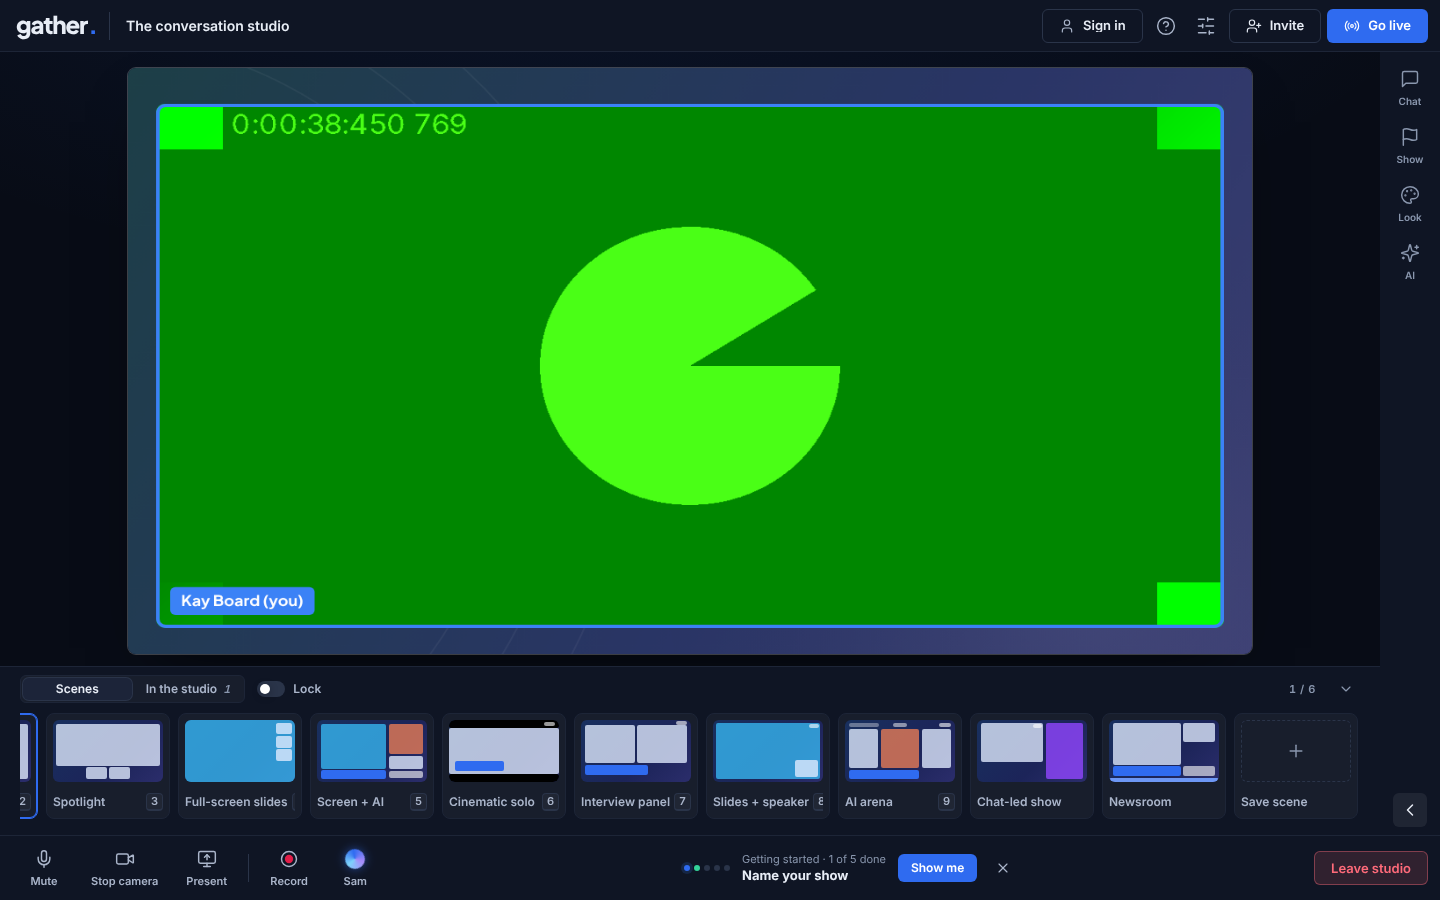 gather.
The conversation studio
Sign in
Invite
Go live
Chat
Show
Look
AI
0:00:38:450 769
Kay Board (you)
Scenes
In the studio 1
Lock
1 / 6
2
Spotlight 3
Full-screen slides
Screen + AI 5
Cinematic solo 6
Interview panel 7
Slides + speaker 8
AI arena 9
Chat-led show
Newsroom
Save scene
Mute
Stop camera
Present
Record
Sam
Getting started · 1 of 5 done
Name your show
Show me
Leave studio